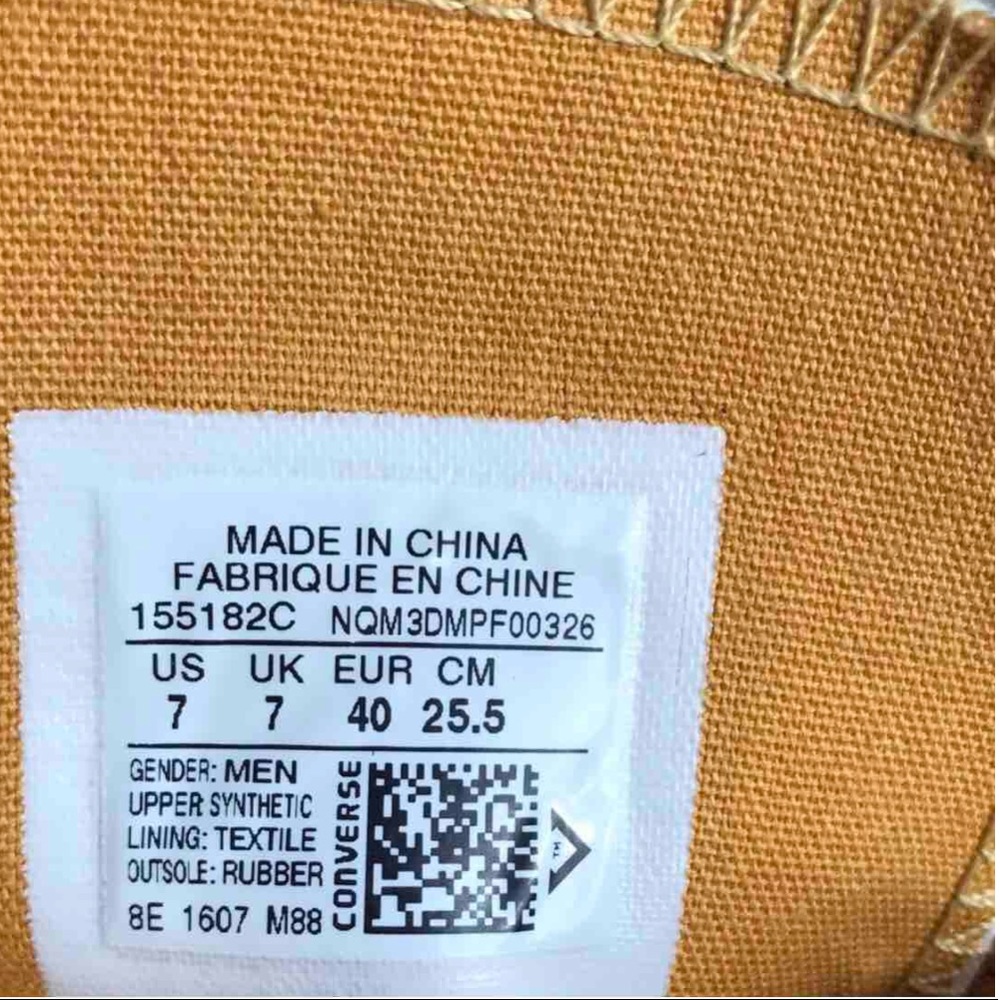 MADE IN CHINA
FABRIQUE EN CHINE
155182C NQM3DMPF00326
US UK EUR CM
7 7 40 25.5
GENDER: MEN
UPPER SYNTHETIC
LINING: TEXTILE
OUTSOLE: RUBBER
8E 1607 M88
CONVERSE
TM